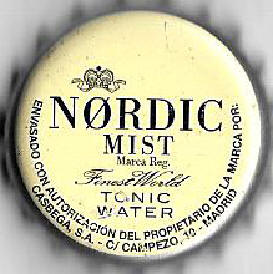 NØRDIC
MIST
Marca Reg.
Finest World
TONIC
WATER
ENVASADO CON AUTORIZACIÓN DEL PROPIETARIO DE LA MARCA POR:
CASBEGA, S.A. - C/ CAMPEZO, 10 - MADRID